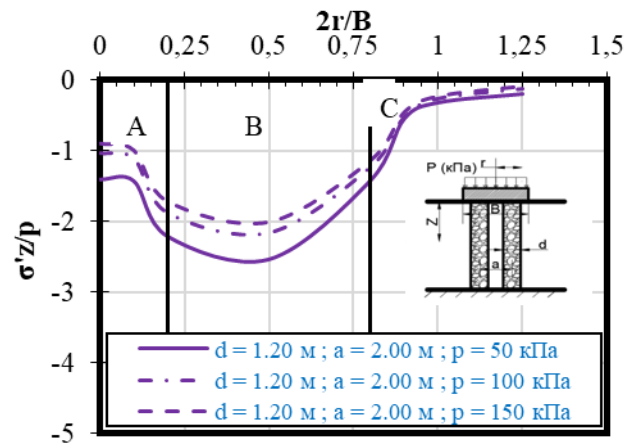 2r/B
0 0,25 0,5 0,75 1 1,25 1,5
0
-1
-2
-3
-4
-5
σ'z/p
A
B
C
P (кПа) r
B
Z
d
a
d = 1.20 м ; a = 2.00 м ; p = 50 кПа
d = 1.20 м ; a = 2.00 м ; p = 100 кПа
d = 1.20 м ; a = 2.00 м ; p = 150 кПа